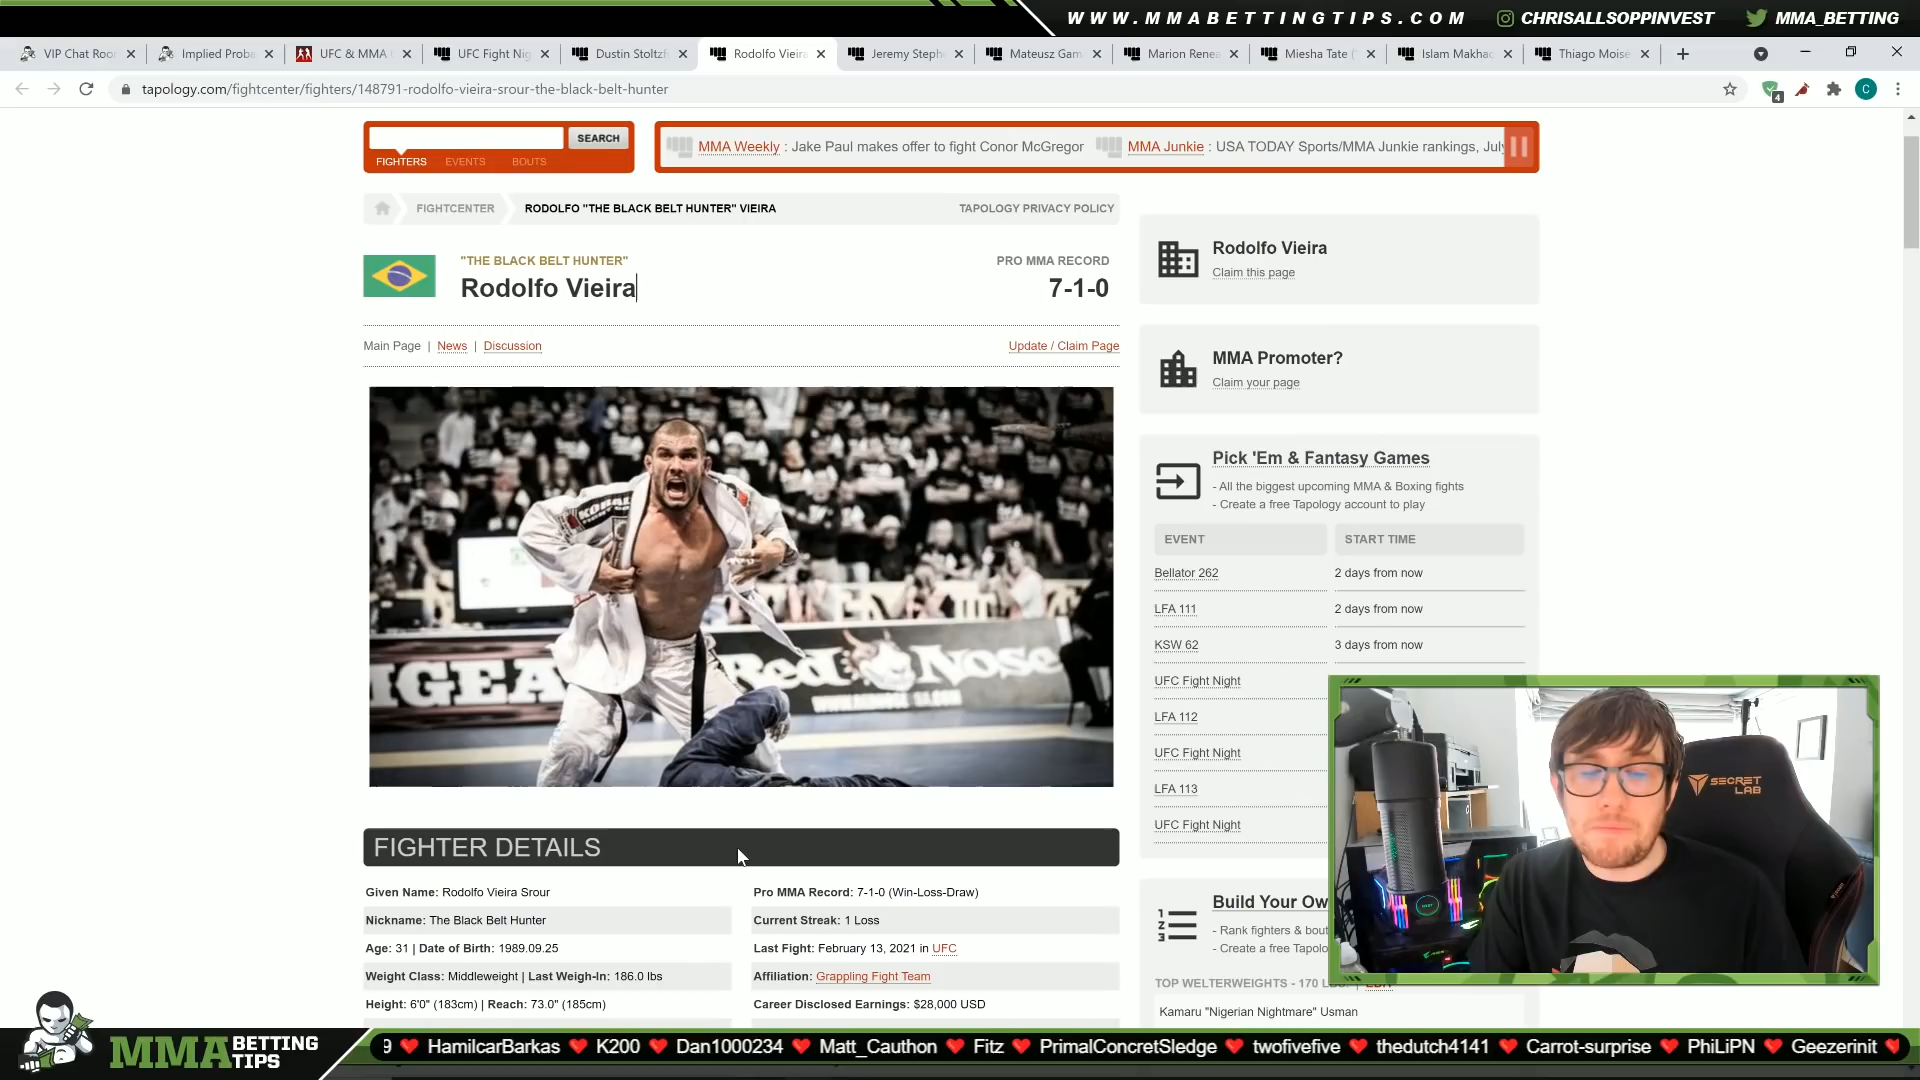 WWW.MMABETTINGTIPS.COM
CHRISALLSOPPINVEST
MMA_BETTING
VIP Chat Roo
Implied Proba
UFC & MMA
UFC Fight Nig
Dustin Stoltzf
Rodolfo Vieira
Jeremy Steph
Mateusz Gam
Marion Renea
Miesha Tate (
Islam Makhac
Thiago Moise
tapology.com/fightcenter/fighters/148791-rodolfo-vieira-srour-the-black-belt-hunter
4
C
SEARCH
FIGHTERS
EVENTS
BOUTS
MMA Weekly : Jake Paul makes offer to fight Conor McGregor
MMA Junkie : USA TODAY Sports/MMA Junkie rankings, July
FIGHTCENTER
RODOLFO "THE BLACK BELT HUNTER" VIEIRA
TAPOLOGY PRIVACY POLICY
"THE BLACK BELT HUNTER"
Rodolfo Vieira
PRO MMA RECORD
7-1-0
Main Page | News | Discussion
Update / Claim Page
Rodolfo Vieira
Claim this page
MMA Promoter?
Claim your page
Pick 'Em & Fantasy Games
- All the biggest upcoming MMA & Boxing fights
- Create a free Tapology account to play
EVENT
START TIME
Bellator 262
2 days from now
LFA 111
2 days from now
KSW 62
3 days from now
UFC Fight Night
LFA 112
UFC Fight Night
LFA 113
UFC Fight Night
KORAL
IGEAR
Red Nose
FIGHTER DETAILS
Given Name: Rodolfo Vieira Srour
Pro MMA Record: 7-1-0 (Win-Loss-Draw)
Nickname: The Black Belt Hunter
Current Streak: 1 Loss
Age: 31 | Date of Birth: 1989.09.25
Last Fight: February 13, 2021 in UFC
Weight Class: Middleweight | Last Weigh-In: 186.0 lbs
Affiliation: Grappling Fight Team
Height: 6'0" (183cm) | Reach: 73.0" (185cm)
Career Disclosed Earnings: $28,000 USD
Build Your Ow
- Rank fighters & bout
- Create a free Tapolo
TOP WELTERWEIGHTS - 170 L
EDIT
Kamaru "Nigerian Nightmare" Usman
SECRET
LAB
MMA BETTING TIPS
9 HamilcarBarkas K200 Dan1000234 Matt_Cauthon Fitz PrimalConcretSledge twofivefive thedutch4141 Carrot-surprise PhiLiPN Geezerinit